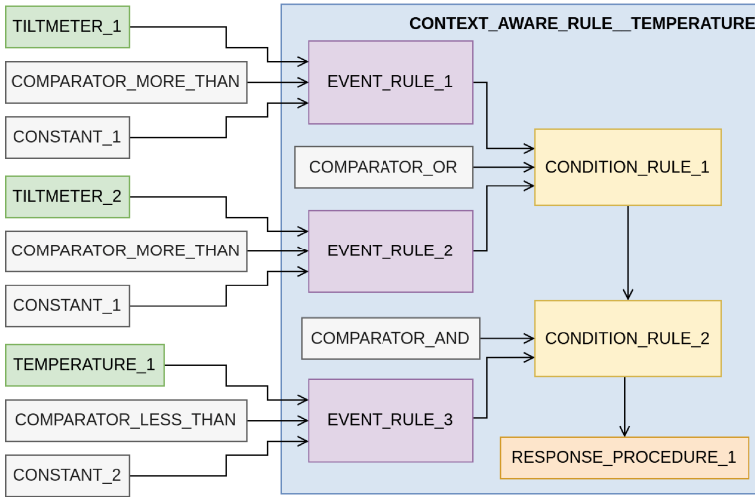 TILTMETER_1
CONTEXT_AWARE_RULE__TEMPERATURE
COMPARATOR_MORE_THAN
EVENT_RULE_1
CONSTANT_1
COMPARATOR_OR
CONDITION_RULE_1
TILTMETER_2
COMPARATOR_MORE_THAN
EVENT_RULE_2
CONSTANT_1
COMPARATOR_AND
CONDITION_RULE_2
TEMPERATURE_1
COMPARATOR_LESS_THAN
EVENT_RULE_3
CONSTANT_2
RESPONSE_PROCEDURE_1